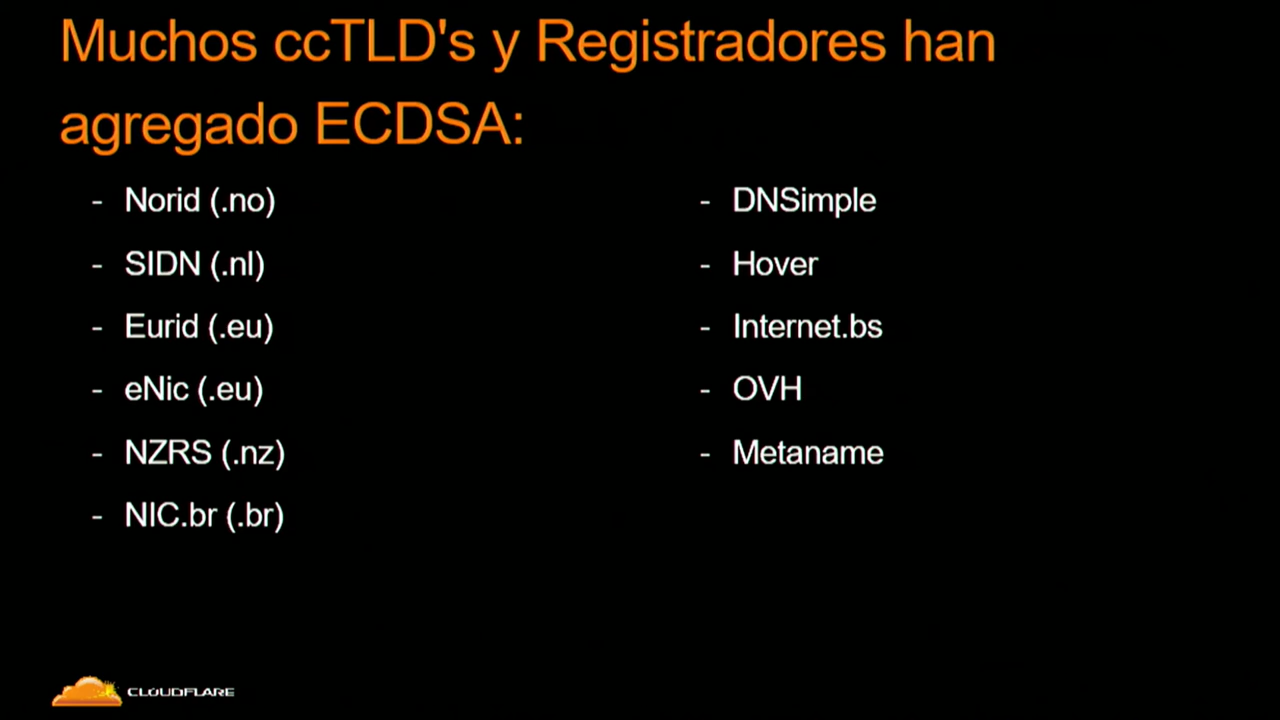 Muchos ccTLD's y Registradores han
agregado ECDSA:
- Norid (.no)
- SIDN (.nl)
- Eurid (.eu)
- eNic (.eu)
- NZRS (.nz)
- NIC.br (.br)
- DNSimple
- Hover
- Internet.bs
- OVH
- Metaname
CLOUDFLARE